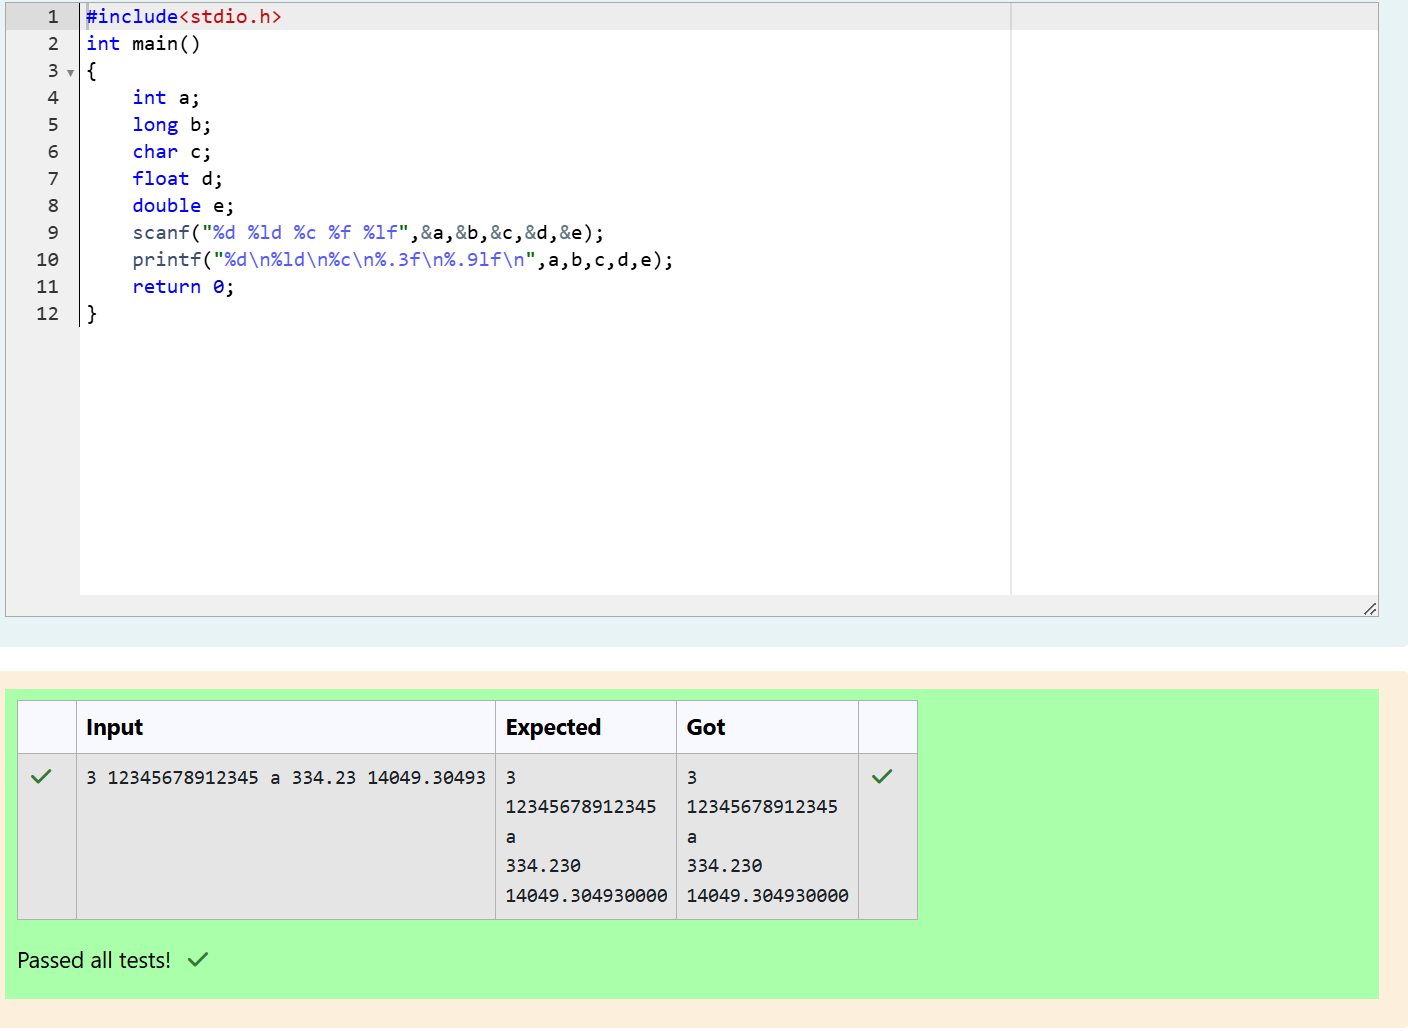 1 #include<stdio.h>
2 int main()
3 {
4     int a;
5     long b;
6     char c;
7     float d;
8     double e;
9     scanf("%d %ld %c %f %lf",&a,&b,&c,&d,&e);
10     printf("%d\n%ld\n%c\n%.3f\n%.9lf\n",a,b,c,d,e);
11     return 0;
12 }
Input Expected Got
3 12345678912345 a 334.23 14049.30493 3 3
12345678912345 12345678912345
a a
334.230 334.230
14049.304930000 14049.304930000
Passed all tests!